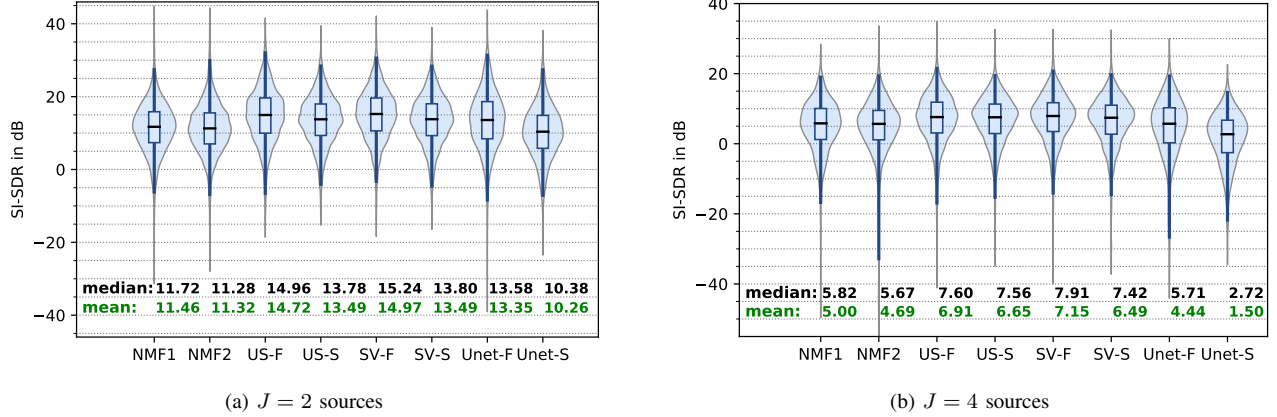 SI-SDR in dB
40
20
0
−20
−40
median: 11.72 11.28 14.96 13.78 15.24 13.80 13.58 10.38
mean: 11.46 11.32 14.72 13.49 14.97 13.49 13.35 10.26
NMF1 NMF2 US-F US-S SV-F SV-S Unet-F Unet-S
(a) J = 2 sources
SI-SDR in dB
40
20
0
−20
−40
median: 5.82 5.67 7.60 7.56 7.91 7.42 5.71 2.72
mean: 5.00 4.69 6.91 6.65 7.15 6.49 4.44 1.50
NMF1 NMF2 US-F US-S SV-F SV-S Unet-F Unet-S
(b) J = 4 sources